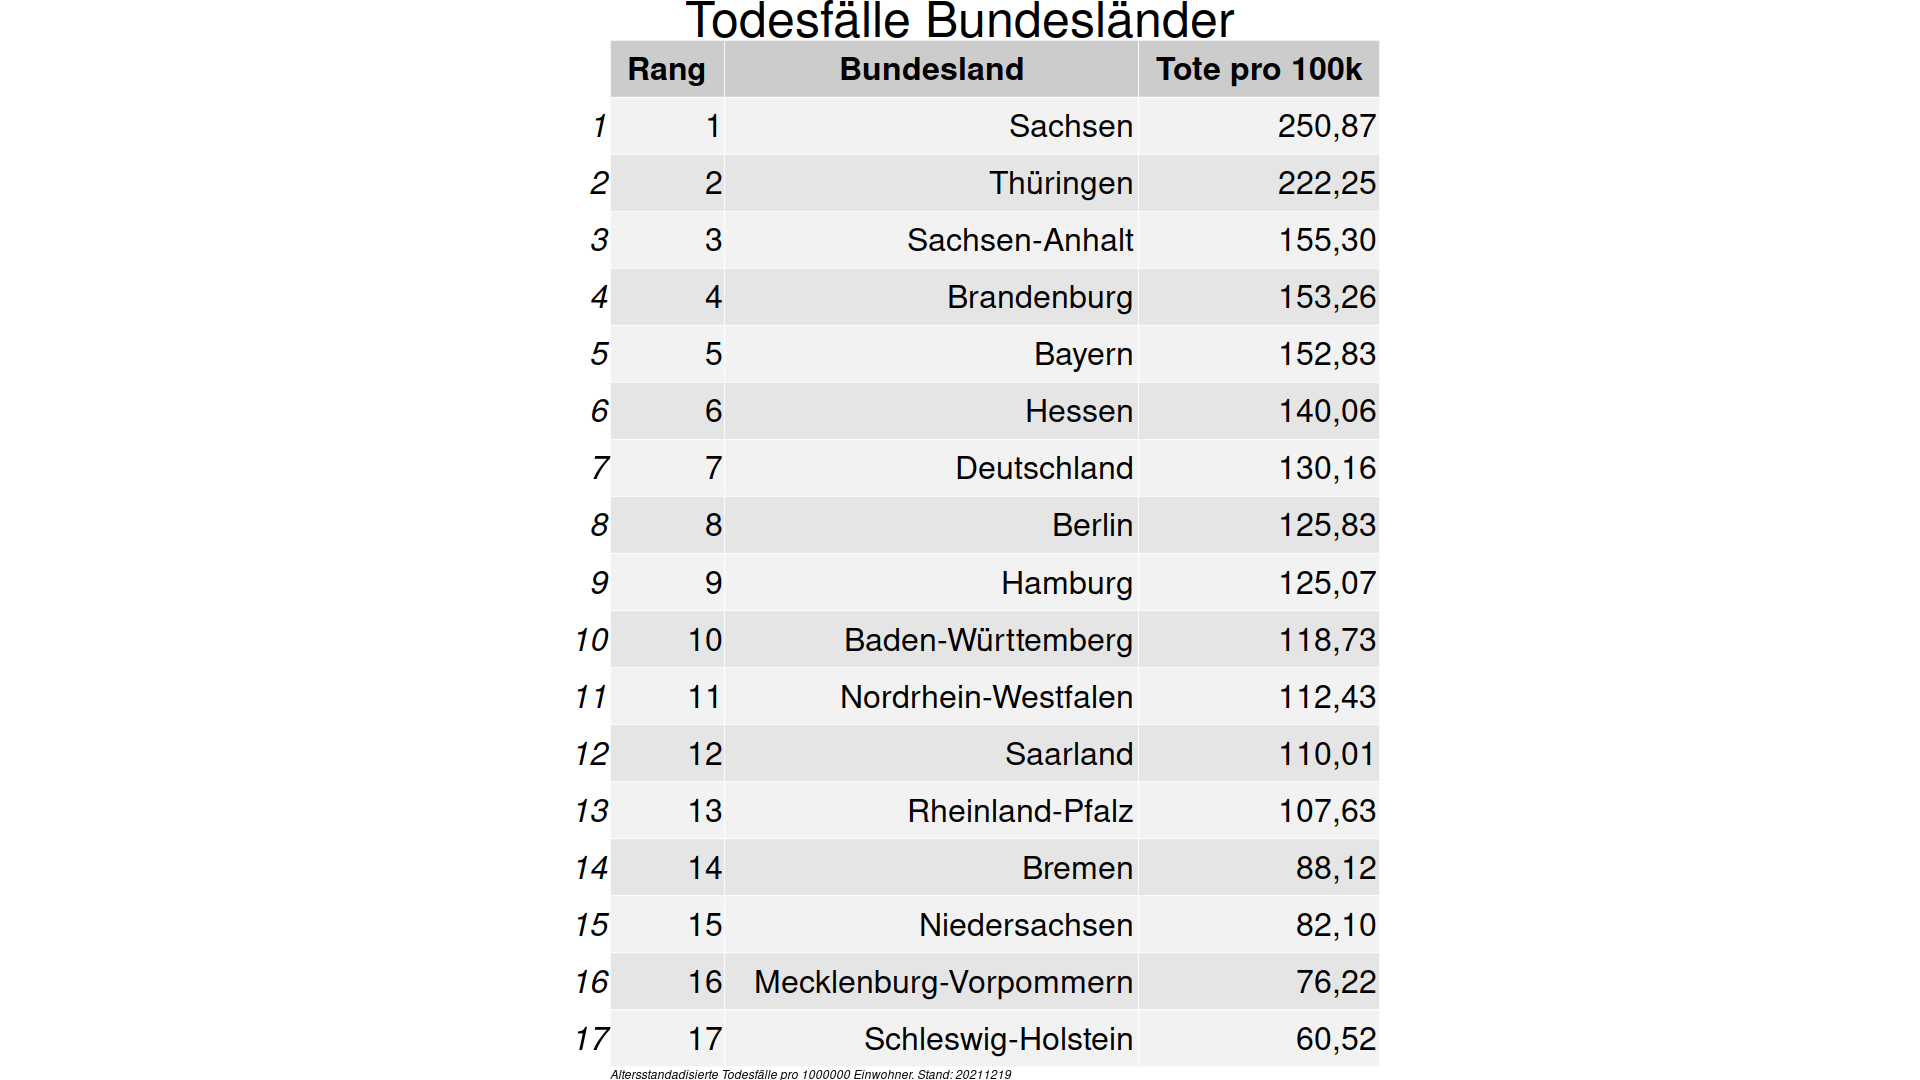 Todesfälle Bundesländer
Rang Bundesland Tote pro 100k
1 1 Sachsen 250,87
2 2 Thüringen 222,25
3 3 Sachsen-Anhalt 155,30
4 4 Brandenburg 153,26
5 5 Bayern 152,83
6 6 Hessen 140,06
7 7 Deutschland 130,16
8 8 Berlin 125,83
9 9 Hamburg 125,07
10 10 Baden-Württemberg 118,73
11 11 Nordrhein-Westfalen 112,43
12 12 Saarland 110,01
13 13 Rheinland-Pfalz 107,63
14 14 Bremen 88,12
15 15 Niedersachsen 82,10
16 16 Mecklenburg-Vorpommern 76,22
17 17 Schleswig-Holstein 60,52
Altersstandadisierte Todesfälle pro 1000000 Einwohner. Stand: 20211219